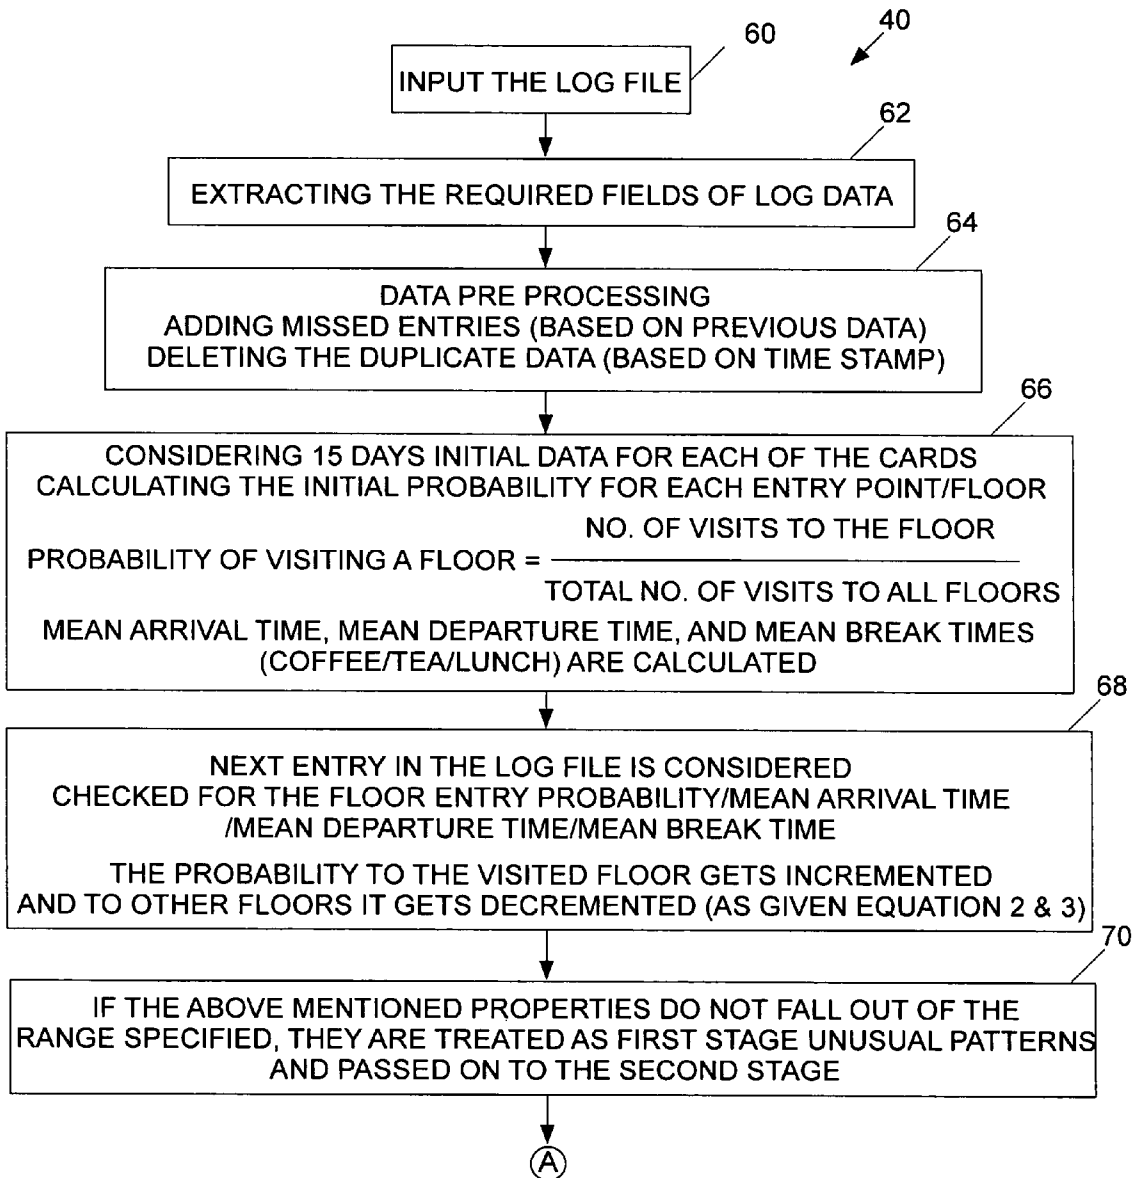 40
60
INPUT THE LOG FILE
62
EXTRACTING THE REQUIRED FIELDS OF LOG DATA
64
DATA PRE PROCESSING
ADDING MISSED ENTRIES (BASED ON PREVIOUS DATA)
DELETING THE DUPLICATE DATA (BASED ON TIME STAMP)
66
CONSIDERING 15 DAYS INITIAL DATA FOR EACH OF THE CARDS
CALCULATING THE INITIAL PROBABILITY FOR EACH ENTRY POINT/FLOOR
NO. OF VISITS TO THE FLOOR
PROBABILITY OF VISITING A FLOOR =
TOTAL NO. OF VISITS TO ALL FLOORS
MEAN ARRIVAL TIME, MEAN DEPARTURE TIME, AND MEAN BREAK TIMES
(COFFEE/TEA/LUNCH) ARE CALCULATED
68
NEXT ENTRY IN THE LOG FILE IS CONSIDERED
CHECKED FOR THE FLOOR ENTRY PROBABILITY/MEAN ARRIVAL TIME
/MEAN DEPARTURE TIME/MEAN BREAK TIME
THE PROBABILITY TO THE VISITED FLOOR GETS INCREMENTED
AND TO OTHER FLOORS IT GETS DECREMENTED (AS GIVEN EQUATION 2 & 3)
70
IF THE ABOVE MENTIONED PROPERTIES DO NOT FALL OUT OF THE
RANGE SPECIFIED, THEY ARE TREATED AS FIRST STAGE UNUSUAL PATTERNS
AND PASSED ON TO THE SECOND STAGE
A